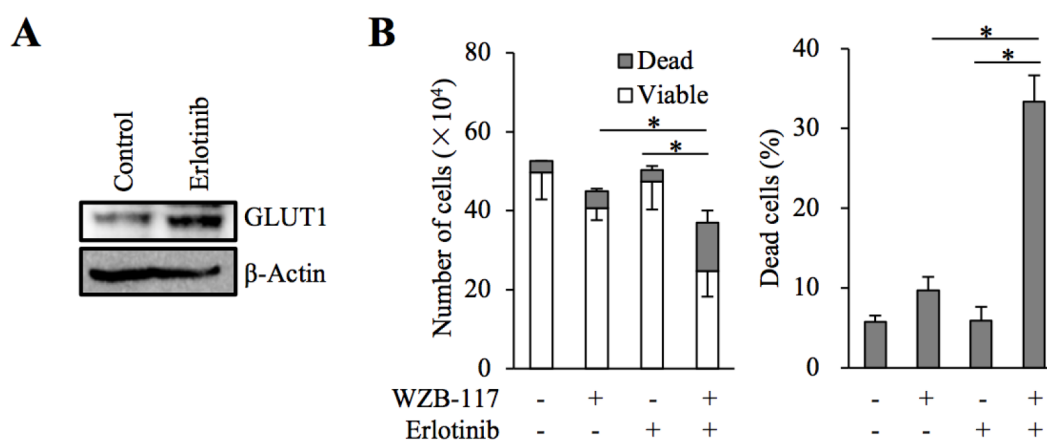 A
Control
Erlotinib
GLUT1
β-Actin
B
Number of cells (×10⁴)
80
60
40
20
0
Dead
Viable
*
*
WZB-117 - + - +
Erlotinib - - + +
Dead cells (%)
40
30
20
10
0
*
*
- + - +
- - + +